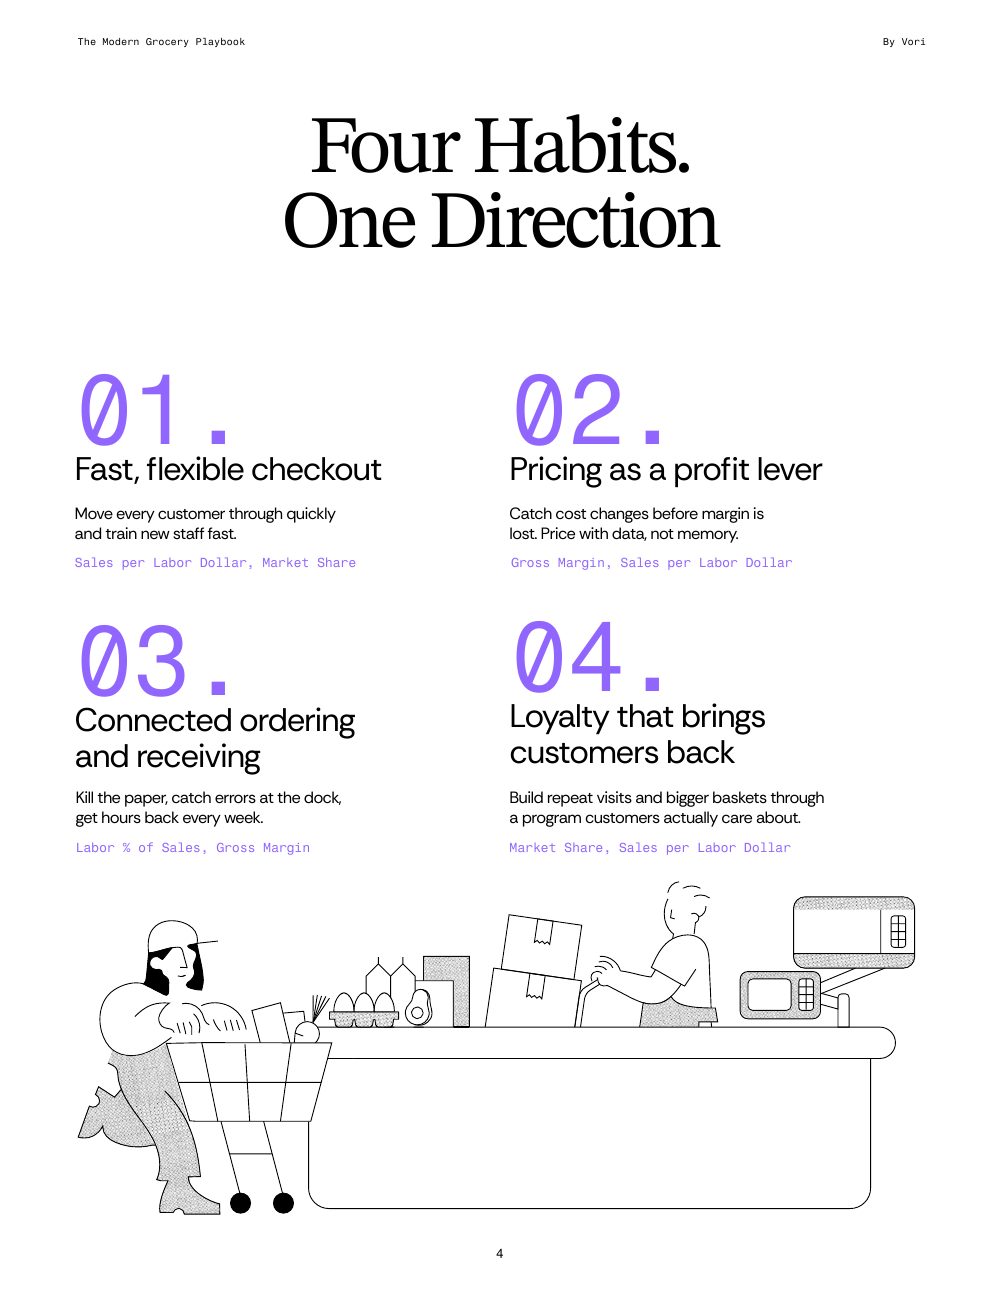 The Modern Grocery Playbook
By Vori
Four Habits.
One Direction
01.
Fast, flexible checkout
Move every customer through quickly
and train new staff fast.
Sales per Labor Dollar, Market Share
02.
Pricing as a profit lever
Catch cost changes before margin is
lost. Price with data, not memory.
Gross Margin, Sales per Labor Dollar
03.
Connected ordering
and receiving
Kill the paper, catch errors at the dock,
get hours back every week.
Labor % of Sales, Gross Margin
04.
Loyalty that brings
customers back
Build repeat visits and bigger baskets through
a program customers actually care about.
Market Share, Sales per Labor Dollar
4